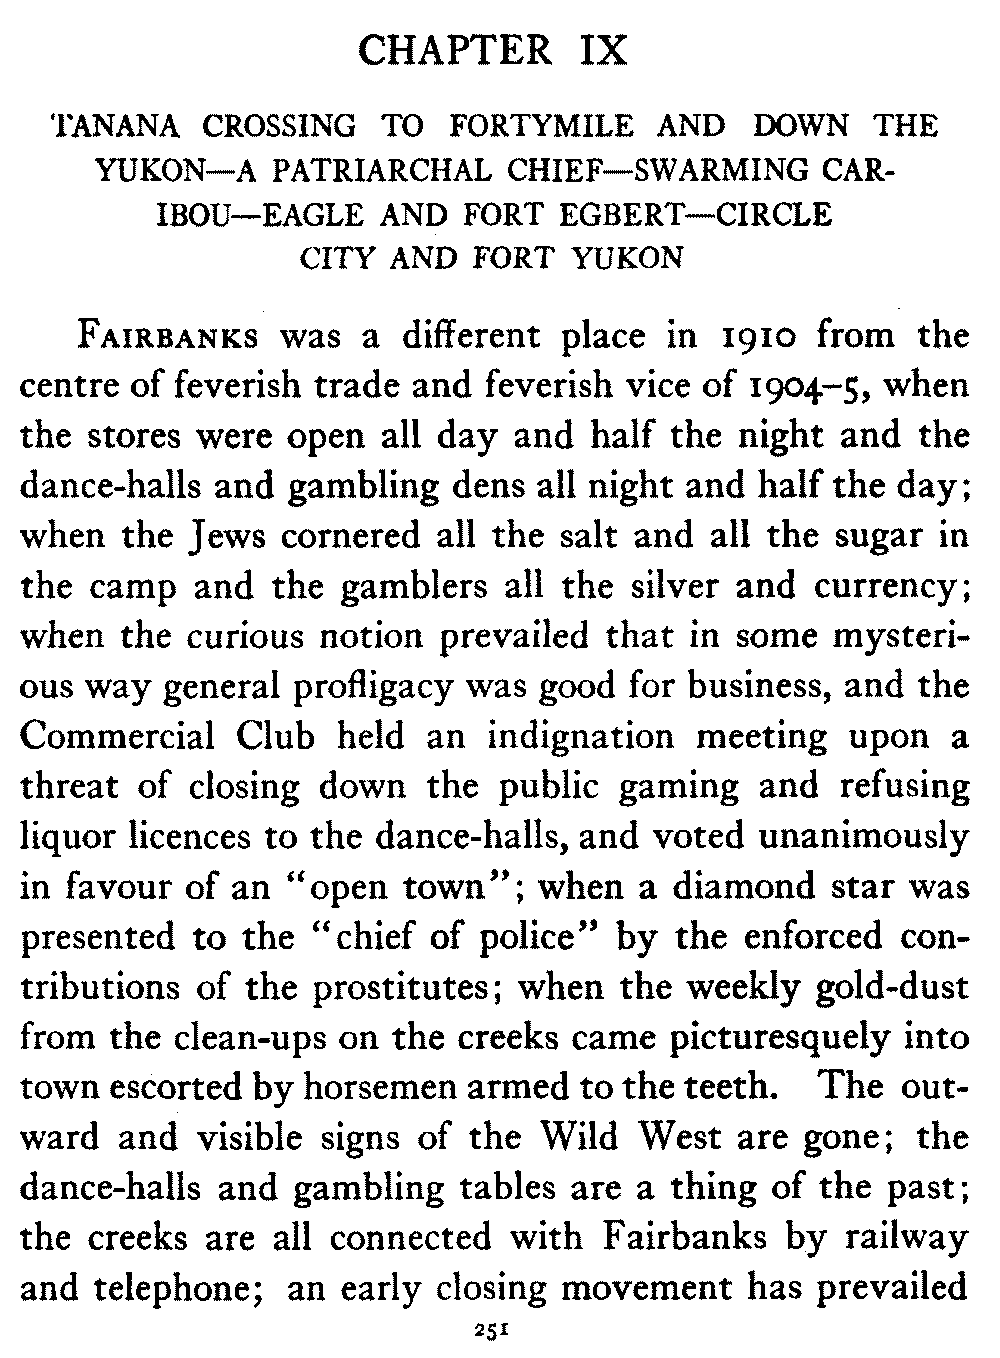 CHAPTER IX
TANANA CROSSING TO FORTYMILE AND DOWN THE
YUKON—A PATRIARCHAL CHIEF—SWARMING CAR-
IBOU—EAGLE AND FORT EGBERT—CIRCLE
CITY AND FORT YUKON
FAIRBANKS was a different place in 1910 from the
centre of feverish trade and feverish vice of 1904–5, when
the stores were open all day and half the night and the
dance-halls and gambling dens all night and half the day;
when the Jews cornered all the salt and all the sugar in
the camp and the gamblers all the silver and currency;
when the curious notion prevailed that in some mysteri-
ous way general profligacy was good for business, and the
Commercial Club held an indignation meeting upon a
threat of closing down the public gaming and refusing
liquor licences to the dance-halls, and voted unanimously
in favour of an “open town”; when a diamond star was
presented to the “chief of police” by the enforced con-
tributions of the prostitutes; when the weekly gold-dust
from the clean-ups on the creeks came picturesquely into
town escorted by horsemen armed to the teeth. The out-
ward and visible signs of the Wild West are gone; the
dance-halls and gambling tables are a thing of the past;
the creeks are all connected with Fairbanks by railway
and telephone; an early closing movement has prevailed
251